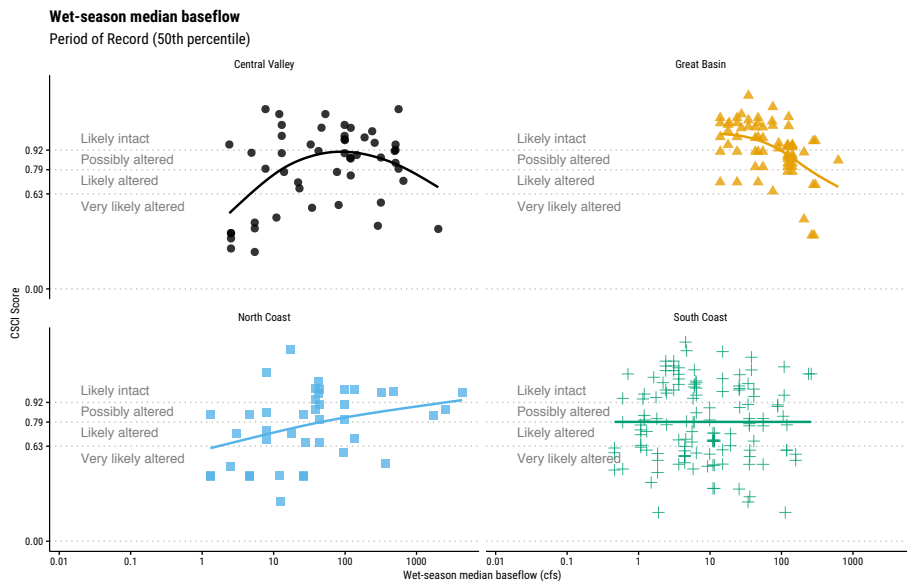 Wet-season median baseflow
Period of Record (50th percentile)
Central Valley
Great Basin
Likely intact
Likely intact
0.92
Possibly altered
Possibly altered
0.79
Likely altered
Likely altered
0.63
Very likely altered
Very likely altered
0.00
CSCI Score
North Coast
South Coast
Likely intact
Likely intact
0.92
Possibly altered
Possibly altered
0.79
Likely altered
Likely altered
0.63
Very likely altered
Very likely altered
0.00
0.01 0.1 1 10 100 1000 0.01 0.1 1 10 100 1000
Wet-season median baseflow (cfs)